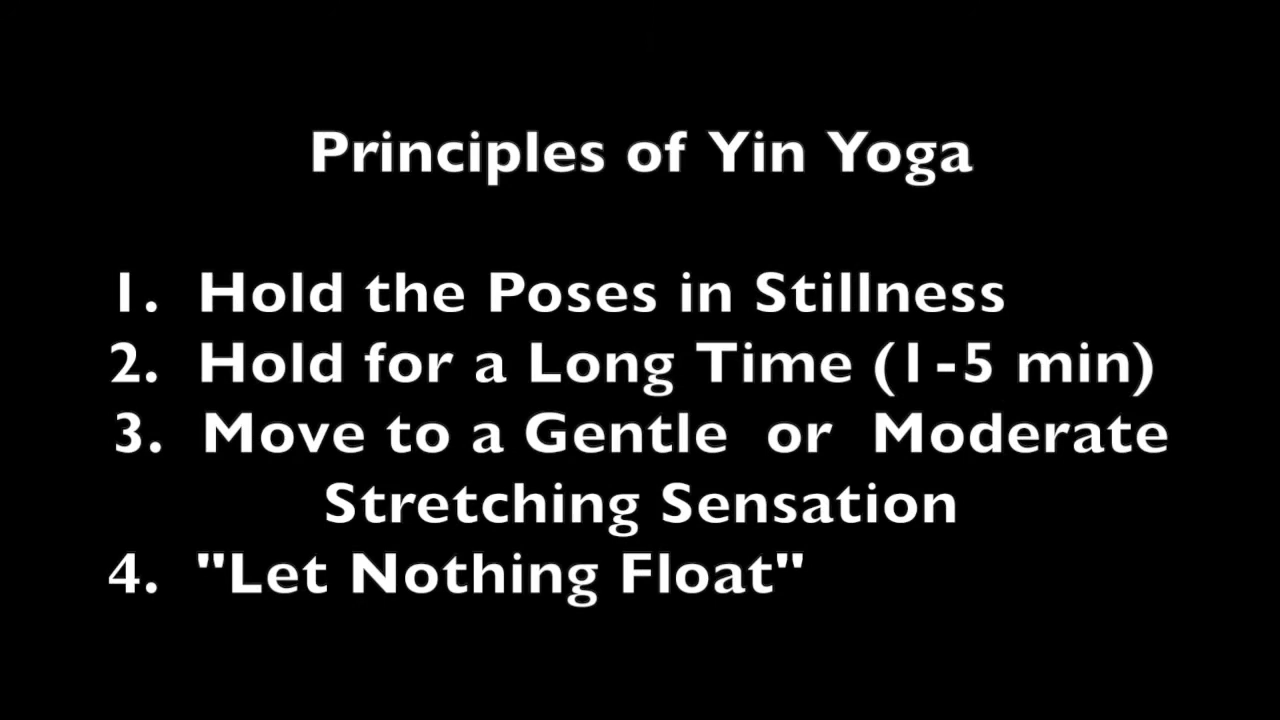 Principles of Yin Yoga
1. Hold the Poses in Stillness
2. Hold for a Long Time (1-5 min)
3. Move to a Gentle or Moderate
Stretching Sensation
4. "Let Nothing Float"